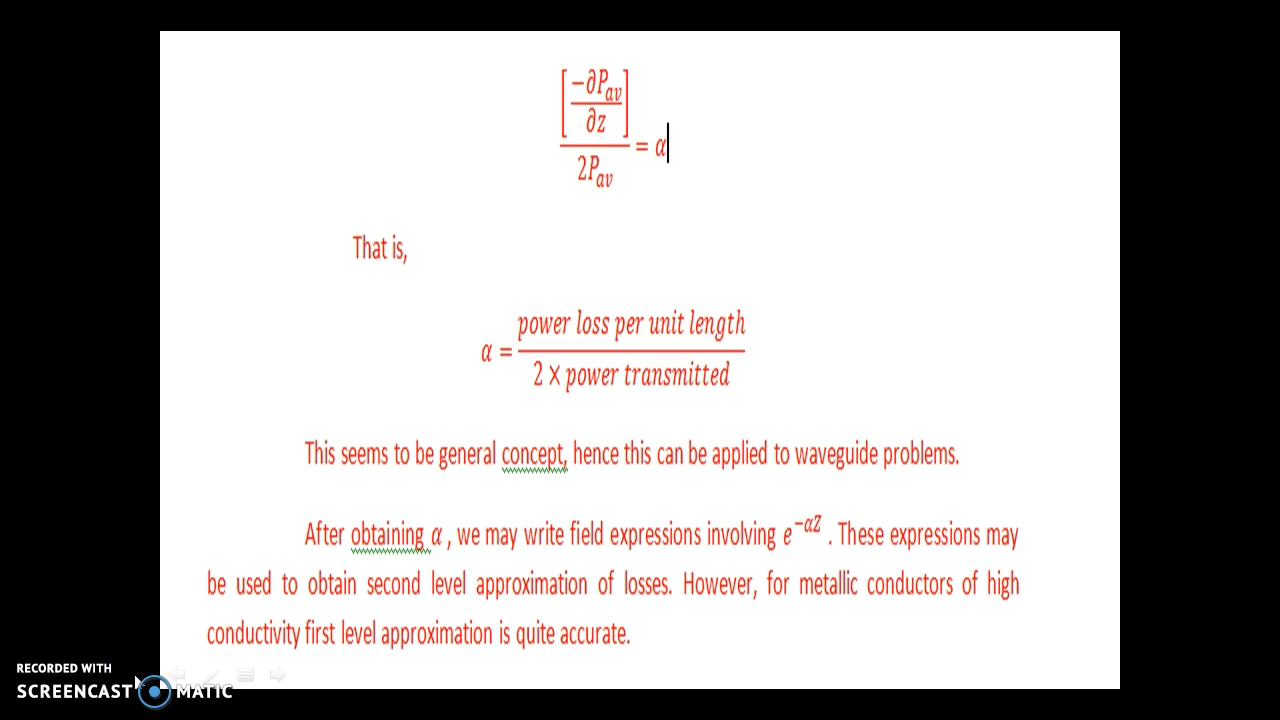 [−∂P_av / ∂z] / 2P_av = α
That is,
α = power loss per unit length / 2 × power transmitted
This seems to be general concept, hence this can be applied to waveguide problems.
After obtaining α , we may write field expressions involving e^−αz . These expressions may
be used to obtain second level approximation of losses. However, for metallic conductors of high
conductivity first level approximation is quite accurate.
RECORDED WITH
SCREENCAST MATIC